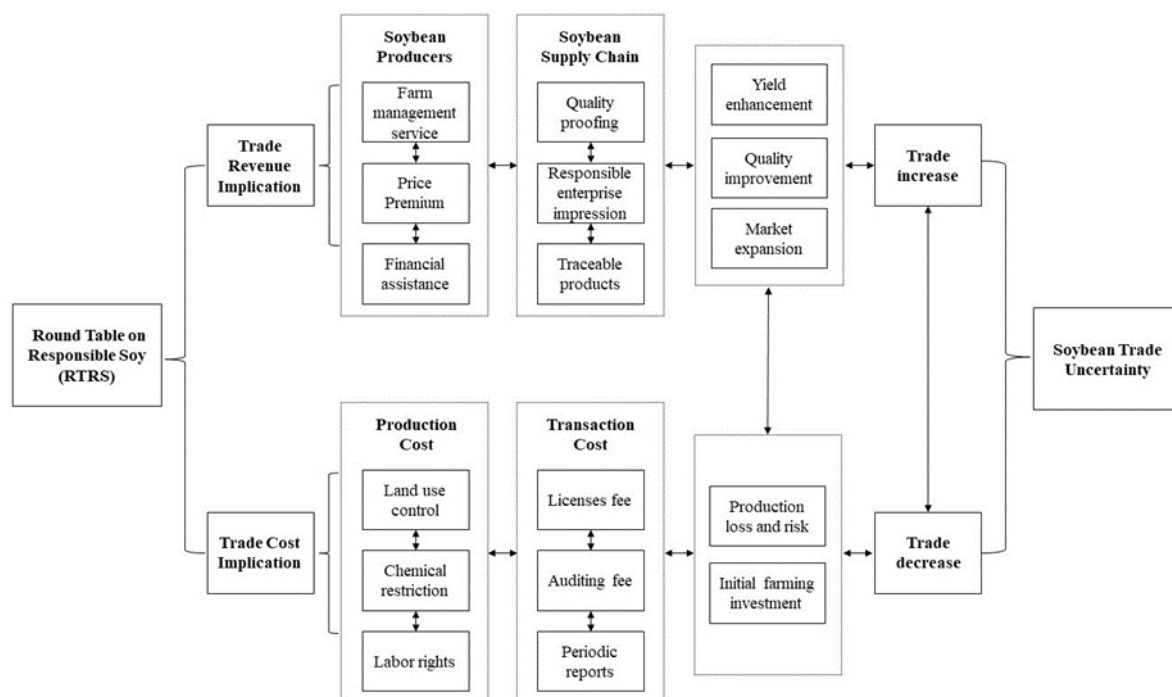 Round Table on
Responsible Soy
(RTRS)
Trade
Revenue
Implication
Soybean
Producers
Farm
management
service
Price
Premium
Financial
assistance
Soybean
Supply Chain
Quality
proofing
Responsible
enterprise
impression
Traceable
products
Yield
enhancement
Quality
improvement
Market
expansion
Trade
increase
Trade Cost
Implication
Production
Cost
Land use
control
Chemical
restriction
Labor rights
Transaction
Cost
Licenses fee
Auditing fee
Periodic
reports
Production
loss and risk
Initial farming
investment
Trade
decrease
Soybean Trade
Uncertainty